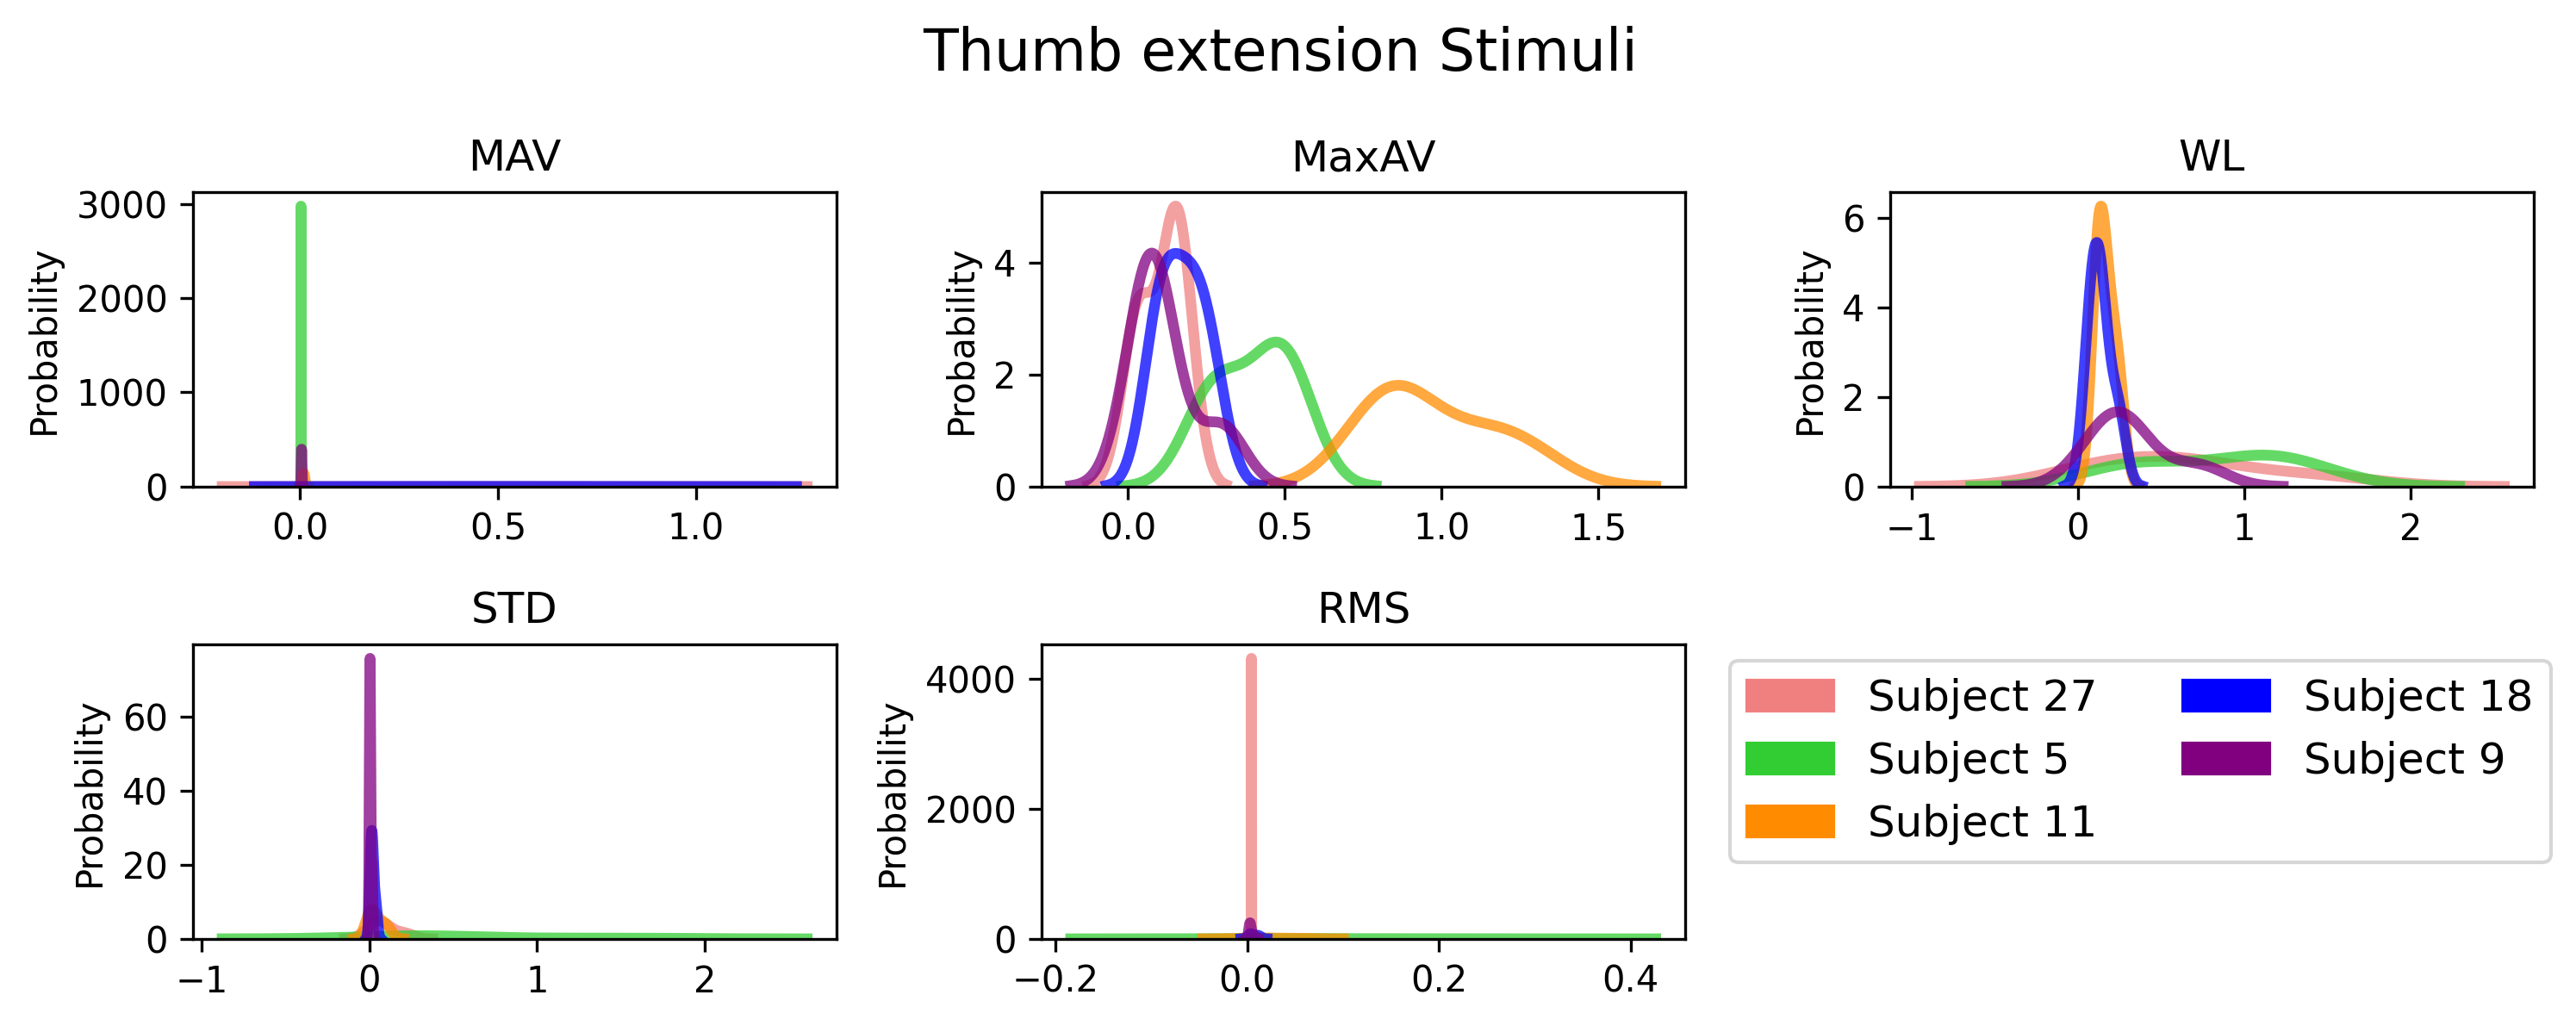 Thumb extension Stimuli
MAV
Probability
3000
2000
1000
0
0.0 0.5 1.0
MaxAV
Probability
4
2
0
0.0 0.5 1.0 1.5
WL
Probability
6
4
2
0
−1 0 1 2
STD
Probability
60
40
20
0
−1 0 1 2
RMS
Probability
4000
2000
0
−0.2 0.0 0.2 0.4
Subject 27
Subject 5
Subject 11
Subject 18
Subject 9